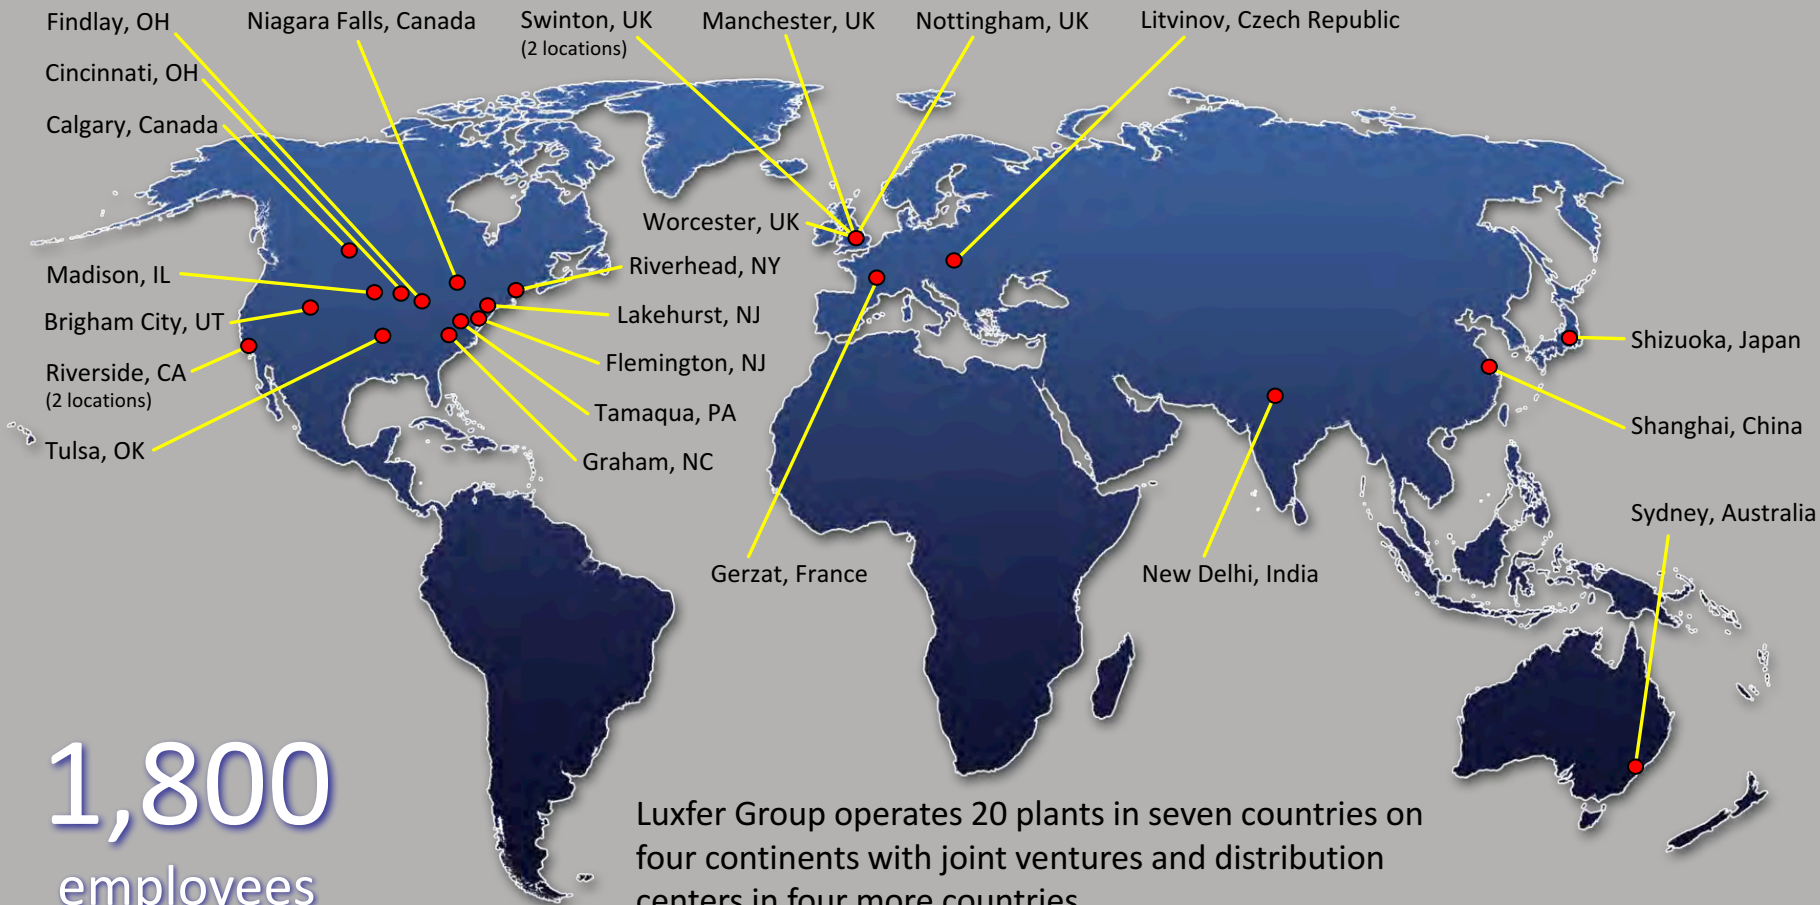 Findlay, OH
Niagara Falls, Canada
Swinton, UK
(2 locations)
Manchester, UK
Nottingham, UK
Litvinov, Czech Republic
Cincinnati, OH
Calgary, Canada
Worcester, UK
Madison, IL
Riverhead, NY
Brigham City, UT
Lakehurst, NJ
Riverside, CA
(2 locations)
Flemington, NJ
Shizuoka, Japan
Tamaqua, PA
Shanghai, China
Tulsa, OK
Graham, NC
Sydney, Australia
Gerzat, France
New Delhi, India
1,800
employees
Luxfer Group operates 20 plants in seven countries on
four continents with joint ventures and distribution
centers in four more countries